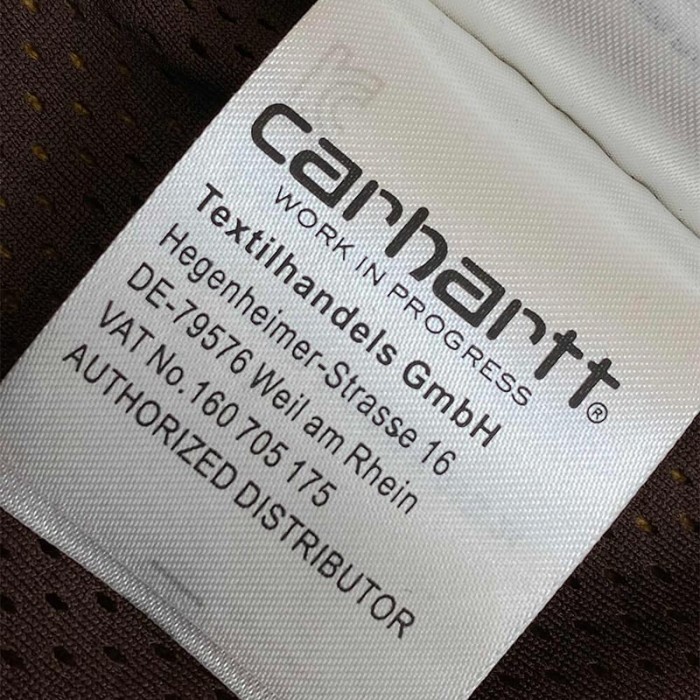 carhartt®
WORK IN PROGRESS
Textilhandels GmbH
Hegenheimer-Strasse 16
DE-79576 Weil am Rhein
VAT No. 160 705 175
AUTHORIZED DISTRIBUTOR